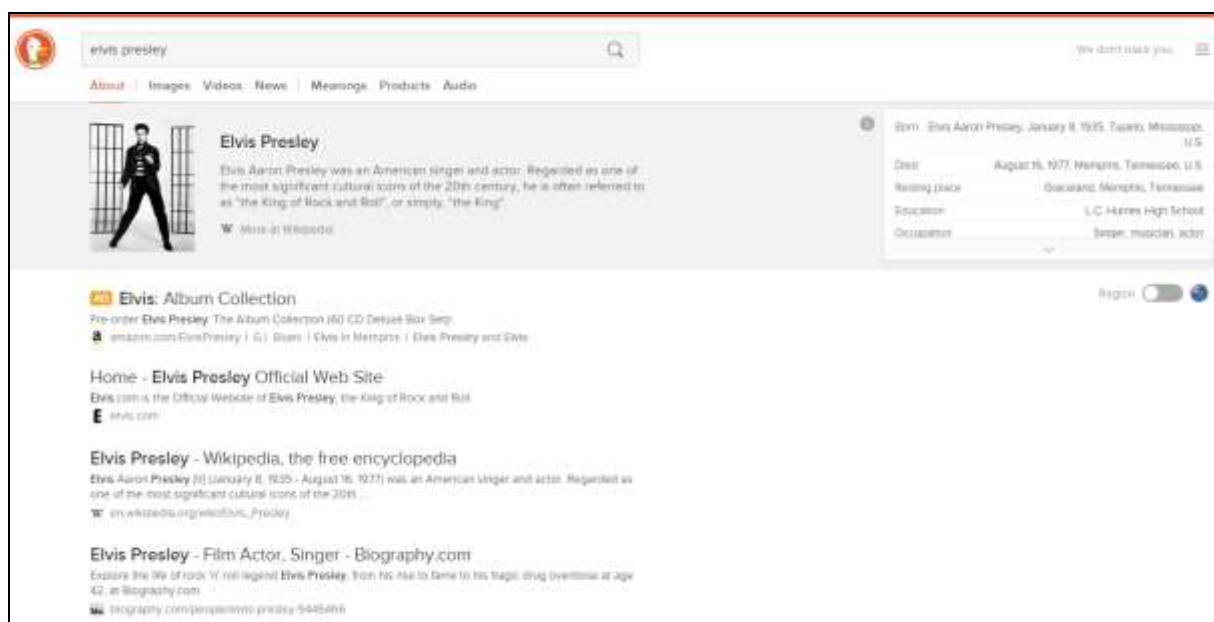 elvis presley
We don't track you.
About Images Videos News Meanings Products Audio
Elvis Presley
Elvis Aaron Presley was an American singer and actor. Regarded as one of
the most significant cultural icons of the 20th century, he is often referred to
as "the King of Rock and Roll", or simply, "the King".
W More at Wikipedia
Born Elvis Aaron Presley, January 8, 1935, Tupelo, Mississippi,
U.S.
Died August 16, 1977, Memphis, Tennessee, U.S.
Resting place Graceland, Memphis, Tennessee
Education L.C. Humes High School
Occupation Singer, musician, actor
Region
AD Elvis: Album Collection
Pre-order Elvis Presley: The Album Collection (60 CD Deluxe Box Set)!
a amazon.com/ElvisPresley | G.I. Blues | Elvis In Memphis | Elvis Presley and Elvis
Home - Elvis Presley Official Web Site
Elvis.com is the Official Website of Elvis Presley, the King of Rock and Roll
E elvis.com
Elvis Presley - Wikipedia, the free encyclopedia
Elvis Aaron Presley (January 8, 1935 - August 16, 1977) was an American singer and actor. Regarded as
one of the most significant cultural icons of the 20th ...
W en.wikipedia.org/wiki/Elvis_Presley
Elvis Presley - Film Actor, Singer - Biography.com
Explore the life of rock 'n' roll legend Elvis Presley, from his rise to fame to his tragic drug overdose at age
42, at Biography.com.
biography.com/people/elvis-presley-9446466